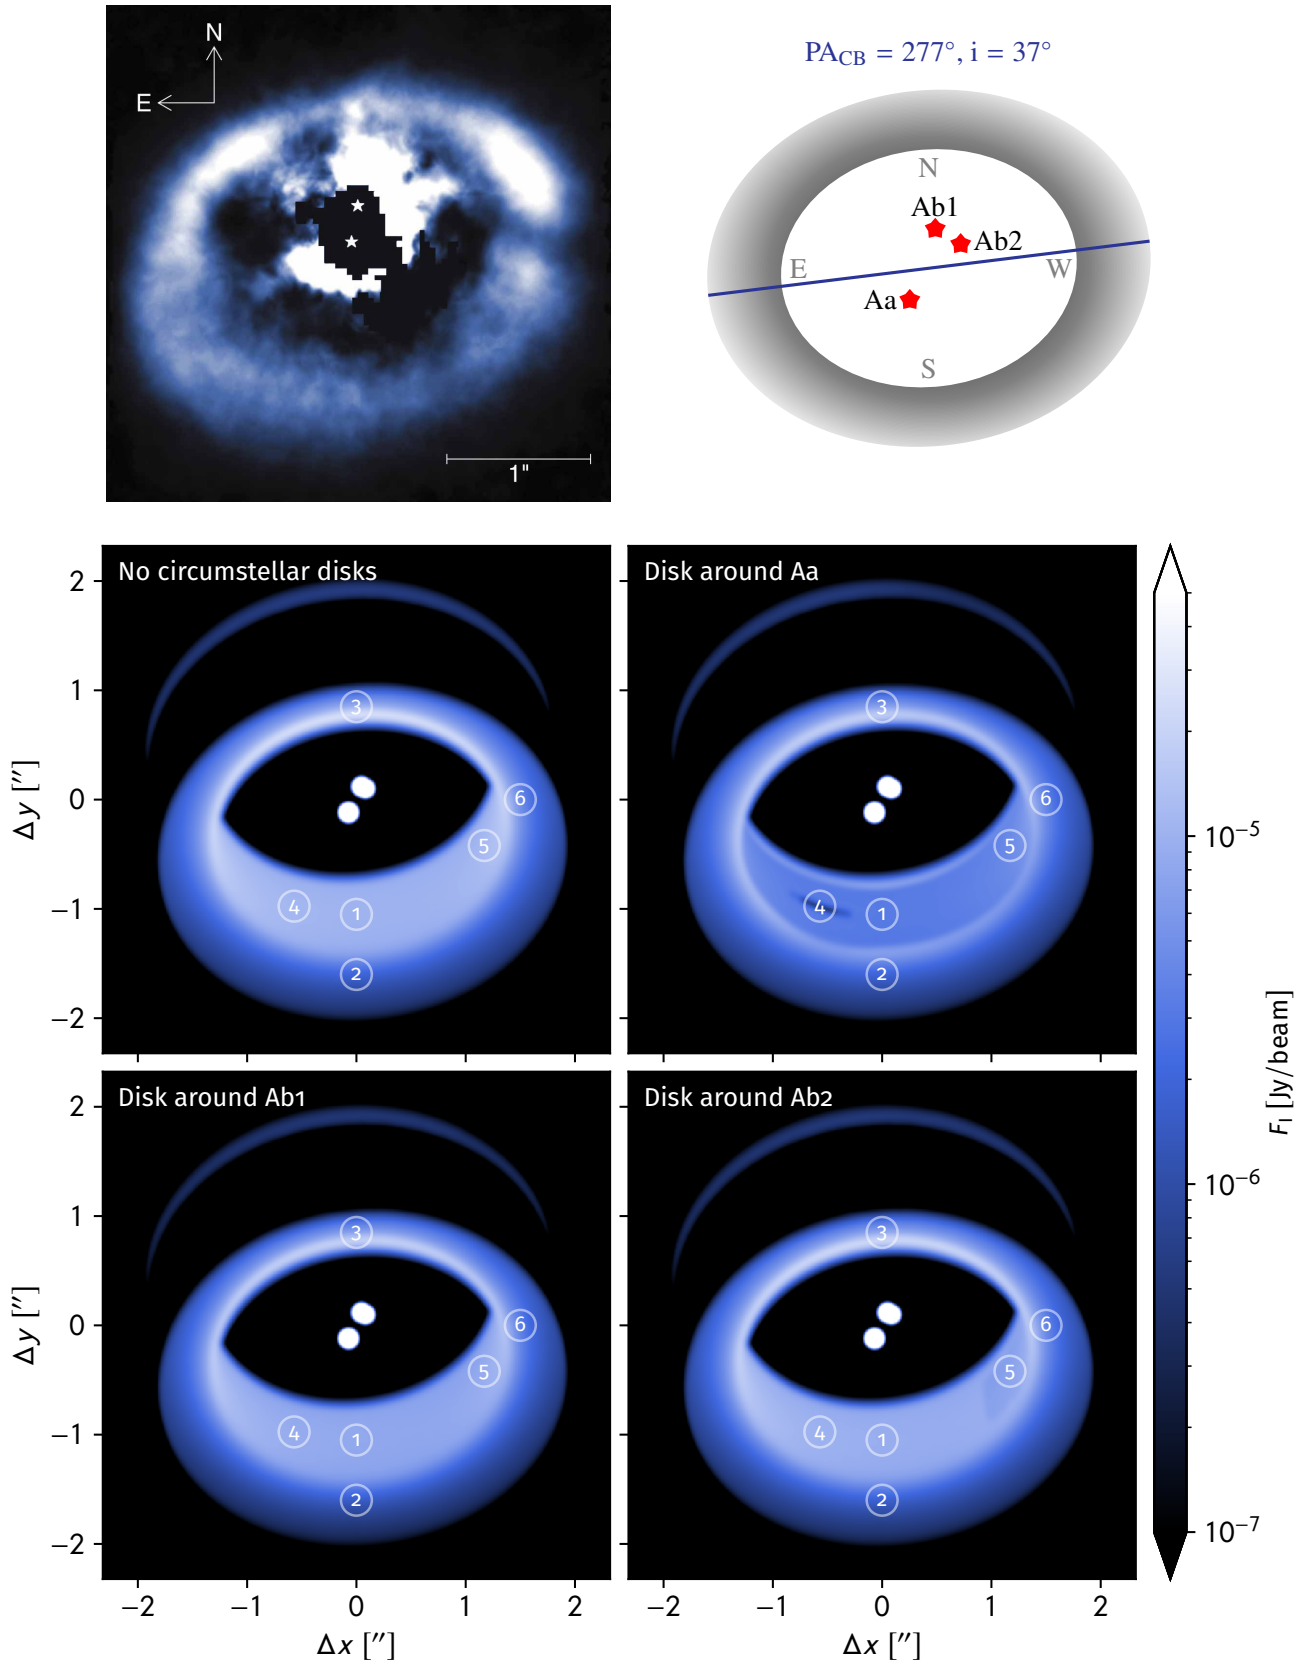 N
E
1"
PA_CB = 277°, i = 37°
N
Ab1
Ab2
E
W
Aa
S
No circumstellar disks
Disk around Aa
2
1
0
−1
−2
Δy ["]
3
6
5
4
1
2
3
6
5
4
1
2
Disk around Ab1
Disk around Ab2
2
1
0
−1
−2
Δy ["]
3
6
5
4
1
2
3
6
5
4
1
2
−2 −1 0 1 2
−2 −1 0 1 2
Δx ["]
Δx ["]
10⁻⁵
10⁻⁶
10⁻⁷
F_I [Jy/beam]